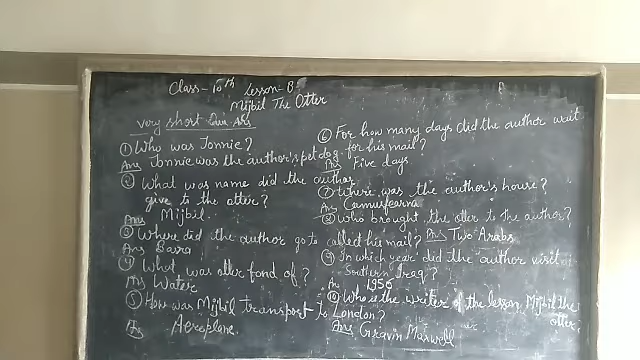 Class-10th Lesson-8
Mijbil The Otter
very short Que. Ans
① Who was Jonnie?
Ans Jonnie was the author's pet dog.
② What was name did the author
give to the otter?
Ans Mijbil.
③ Where did the author go to called his mail?
Ans Basra
④ What was otter fond of?
Ans Water
⑤ How was Mijbil transport to London?
Ans Aeroplane.
⑥ For how many days did the author wait
for his mail?
Ans Five days
⑦ Where was the author's house?
Ans Camusfearna
⑧ Who brought the otter to the author?
Ans Two Arabs
⑨ In which year did the author visit
Southern Iraq?
Ans 1956
⑩ Who is the writer of the lesson Mijbil the
otter?
Ans Gravin Maxwell